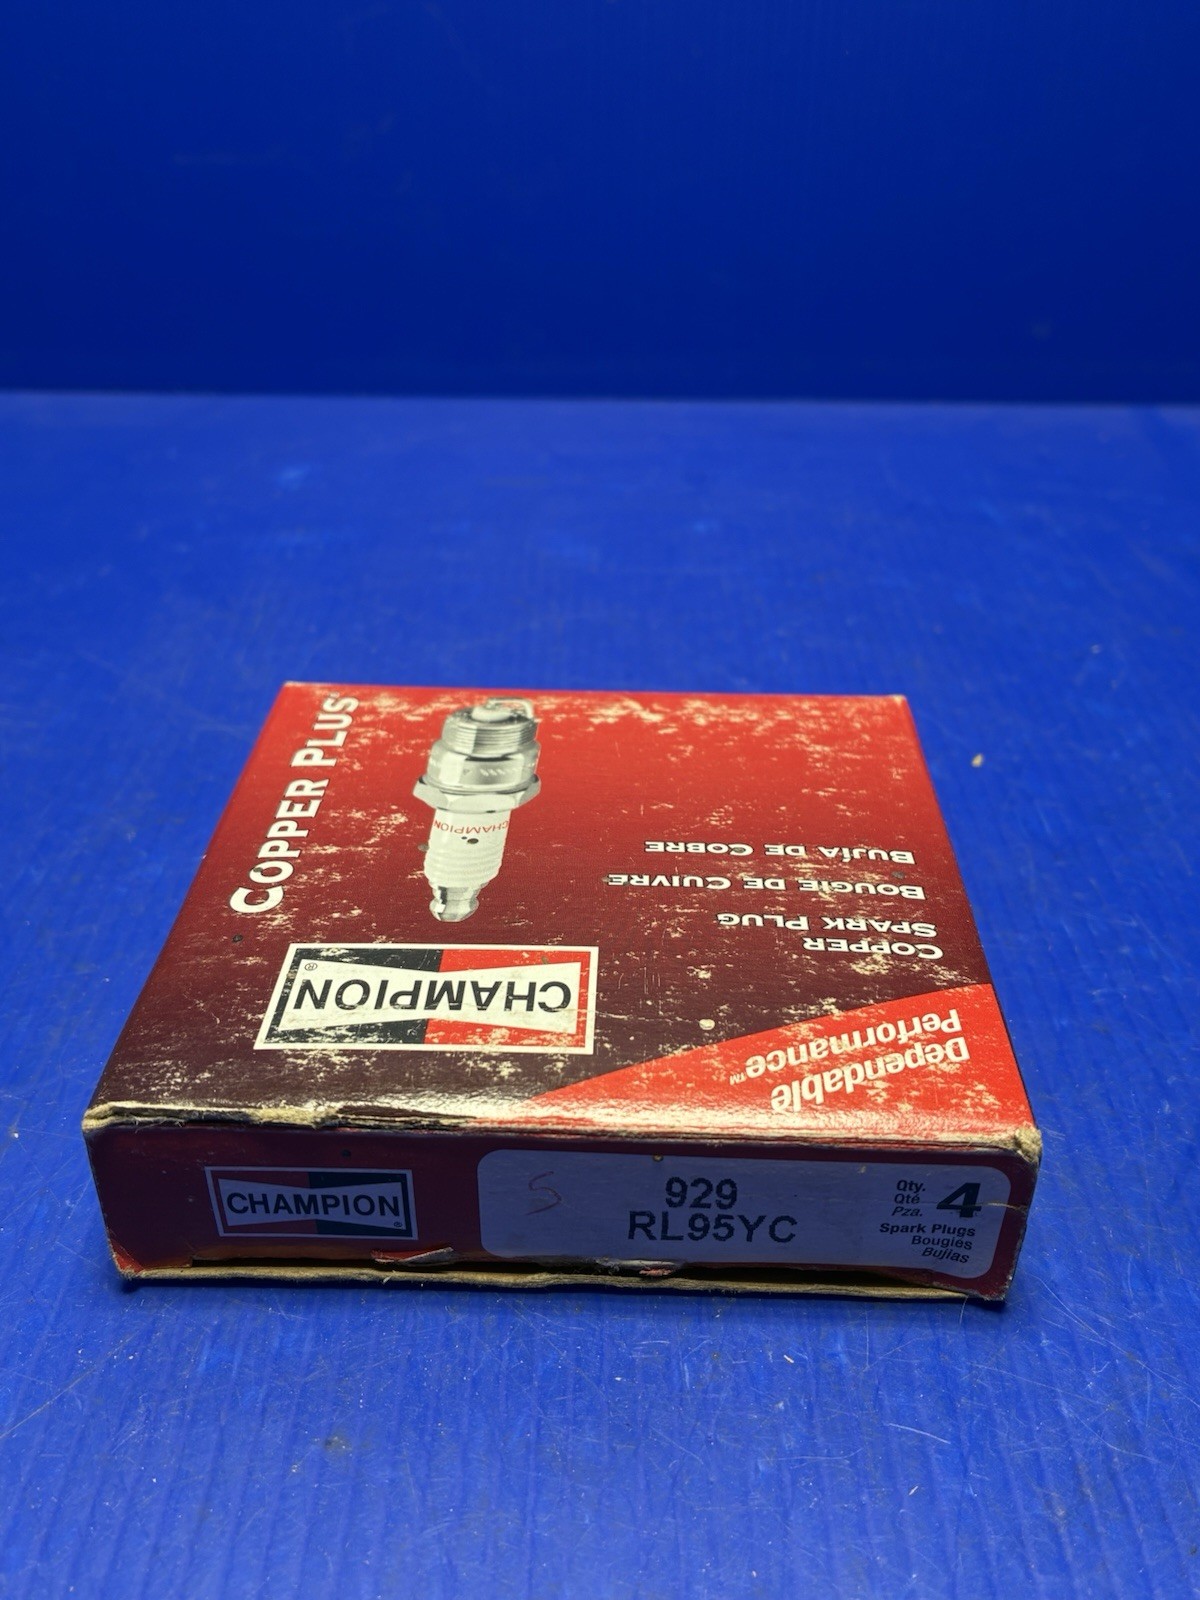 COPPER PLUS
CHAMPION
CHAMPION®
COPPER
SPARK PLUG
BOUGIE DE CUIVRE
BUJÍA DE COBRE
Dependable
Performance™
CHAMPION®
5
929
RL95YC
Qty.
Qté
Pza.
4
Spark Plugs
Bougies
Bujías